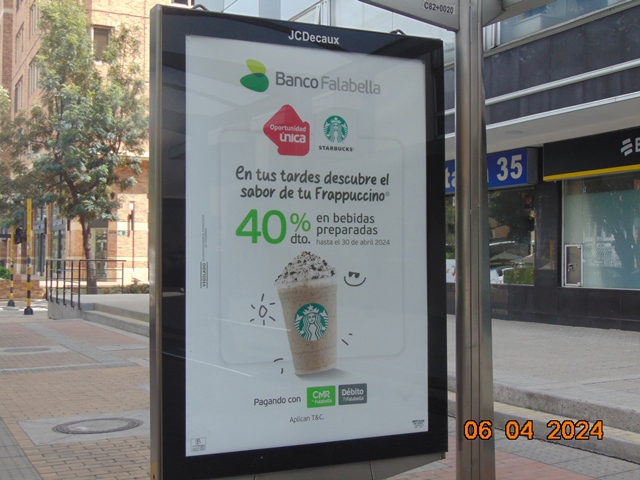 C82+0020
JCDecaux
Banco Falabella
Oportunidad
única
STARBUCKS
En tus tardes descubre el
sabor de tu Frappuccino®
40% dto.
en bebidas
preparadas
hasta el 30 de abril 2024
35
VIGILADO
Pagando con
CMR
Falabella
Débito
Falabella
Aplican T&C.
06 04 2024